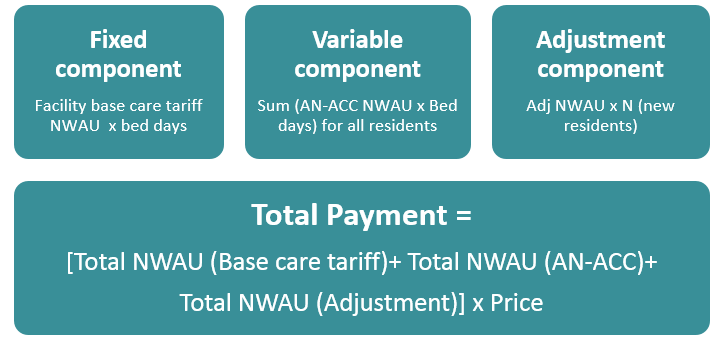 Fixed
component
Facility base care tariff
NWAU x bed days
Variable
component
Sum (AN-ACC NWAU x Bed
days) for all residents
Adjustment
component
Adj NWAU x N (new
residents)
Total Payment =
[Total NWAU (Base care tariff)+ Total NWAU (AN-ACC)+
Total NWAU (Adjustment)] x Price